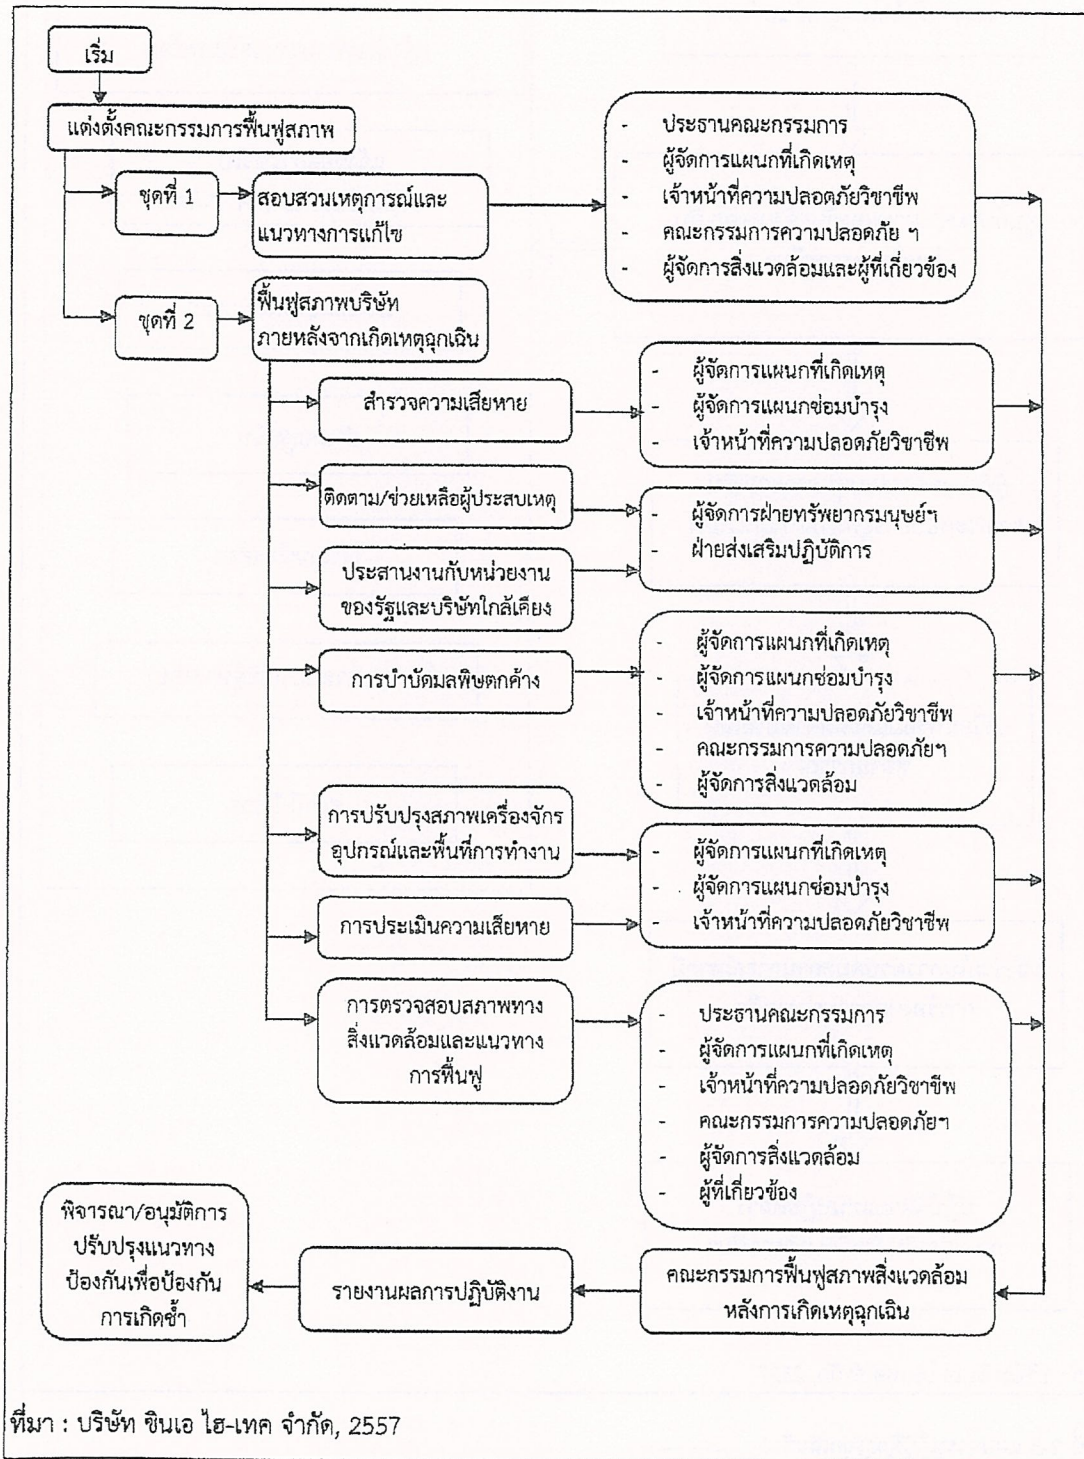 เริ่ม
แต่งตั้งคณะกรรมการฟื้นฟูสภาพ
ชุดที่ 1
สอบสวนเหตุการณ์และ
แนวทางการแก้ไข
- ประธานคณะกรรมการ
- ผู้จัดการแผนกที่เกิดเหตุ
- เจ้าหน้าที่ความปลอดภัยวิชาชีพ
- คณะกรรมการความปลอดภัย ฯ
- ผู้จัดการสิ่งแวดล้อมและผู้ที่เกี่ยวข้อง
ชุดที่ 2
ฟื้นฟูสภาพบริษัท
ภายหลังจากเกิดเหตุฉุกเฉิน
สำรวจความเสียหาย
- ผู้จัดการแผนกที่เกิดเหตุ
- ผู้จัดการแผนกซ่อมบำรุง
- เจ้าหน้าที่ความปลอดภัยวิชาชีพ
ติดตาม/ช่วยเหลือผู้ประสบเหตุ
ประสานงานกับหน่วยงาน
ของรัฐและบริษัทใกล้เคียง
- ผู้จัดการฝ่ายทรัพยากรมนุษย์ฯ
- ฝ่ายส่งเสริมปฏิบัติการ
การบำบัดมลพิษตกค้าง
- ผู้จัดการแผนกที่เกิดเหตุ
- ผู้จัดการแผนกซ่อมบำรุง
- เจ้าหน้าที่ความปลอดภัยวิชาชีพ
- คณะกรรมการความปลอดภัยฯ
- ผู้จัดการสิ่งแวดล้อม
การปรับปรุงสภาพเครื่องจักร
อุปกรณ์และพื้นที่การทำงาน
การประเมินความเสียหาย
- ผู้จัดการแผนกที่เกิดเหตุ
- ผู้จัดการแผนกซ่อมบำรุง
- เจ้าหน้าที่ความปลอดภัยวิชาชีพ
การตรวจสอบสภาพทาง
สิ่งแวดล้อมและแนวทาง
การฟื้นฟู
- ประธานคณะกรรมการ
- ผู้จัดการแผนกที่เกิดเหตุ
- เจ้าหน้าที่ความปลอดภัยวิชาชีพ
- คณะกรรมการความปลอดภัยฯ
- ผู้จัดการสิ่งแวดล้อม
- ผู้ที่เกี่ยวข้อง
คณะกรรมการฟื้นฟูสภาพสิ่งแวดล้อม
หลังการเกิดเหตุฉุกเฉิน
รายงานผลการปฏิบัติงาน
พิจารณา/อนุมัติการ
ปรับปรุงแนวทาง
ป้องกันเพื่อป้องกัน
การเกิดซ้ำ
ที่มา : บริษัท ชินเอ ไฮ-เทค จำกัด, 2557